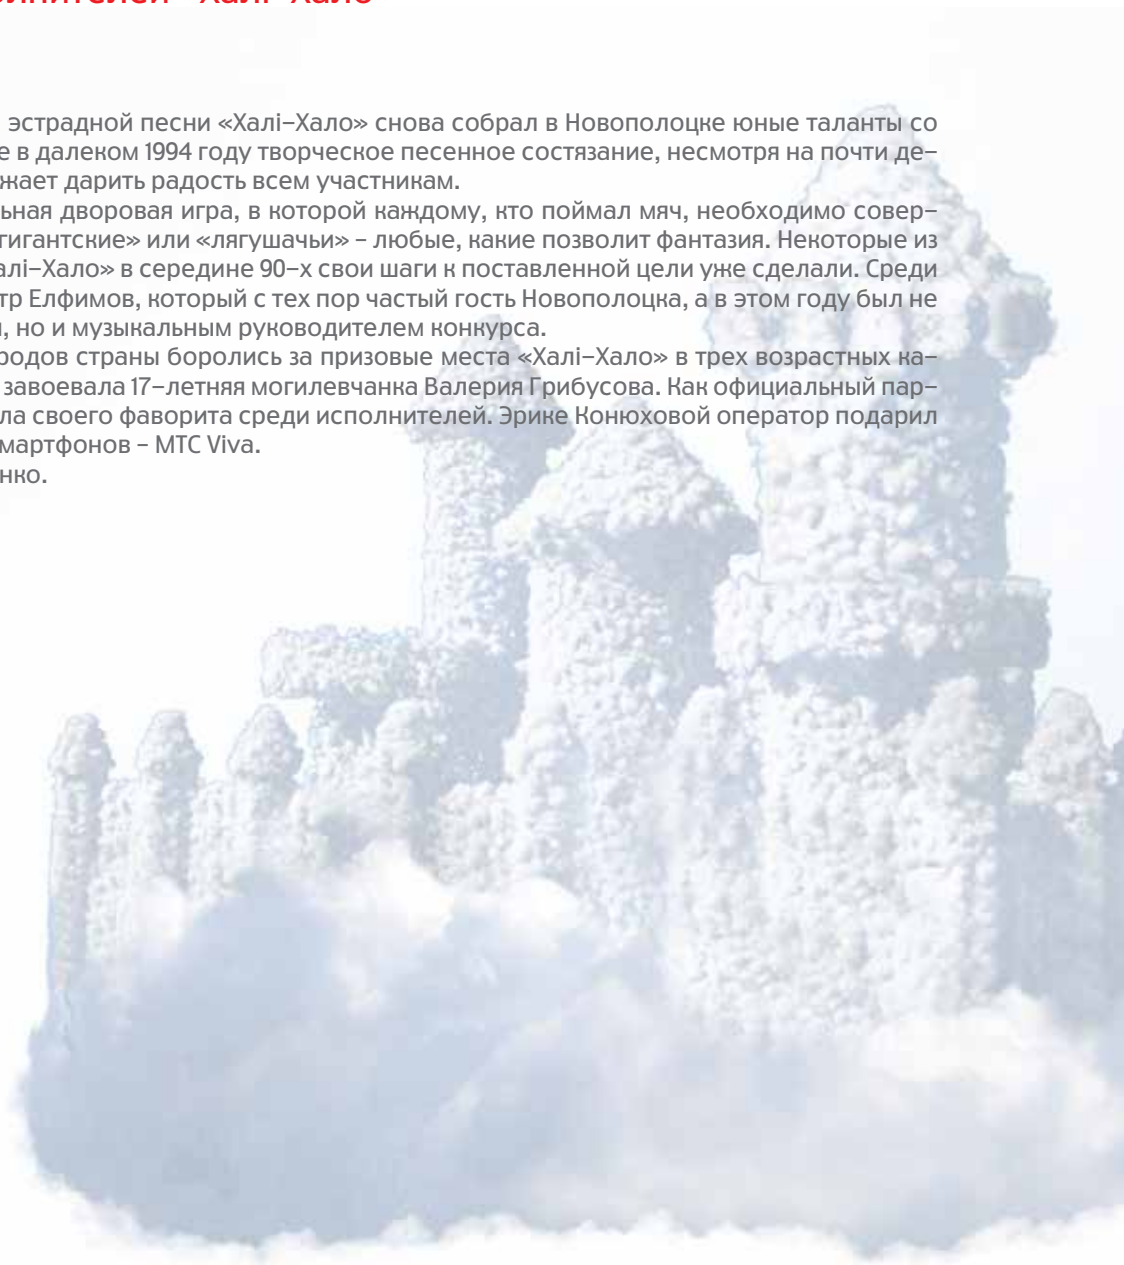 лнителей «Халі–Хало»
эстрадной песни «Халі–Хало» снова собрал в Новополоцке юные таланты со
е в далеком 1994 году творческое песенное состязание, несмотря на почти де–
жает дарить радость всем участникам.
ьная дворовая игра, в которой каждому, кто поймал мяч, необходимо совер–
гигантские» или «лягушачьи» – любые, какие позволит фантазия. Некоторые из
алі–Хало» в середине 90–х свои шаги к поставленной цели уже сделали. Среди
тр Елфимов, который с тех пор частый гость Новополоцка, а в этом году был не
, но и музыкальным руководителем конкурса.
родов страны боролись за призовые места «Халі–Хало» в трех возрастных ка–
завоевала 17–летняя могилевчанка Валерия Грибусова. Как официальный пар–
ла своего фаворита среди исполнителей. Эрике Конюховой оператор подарил
мартфонов – МТС Viva.
нко.